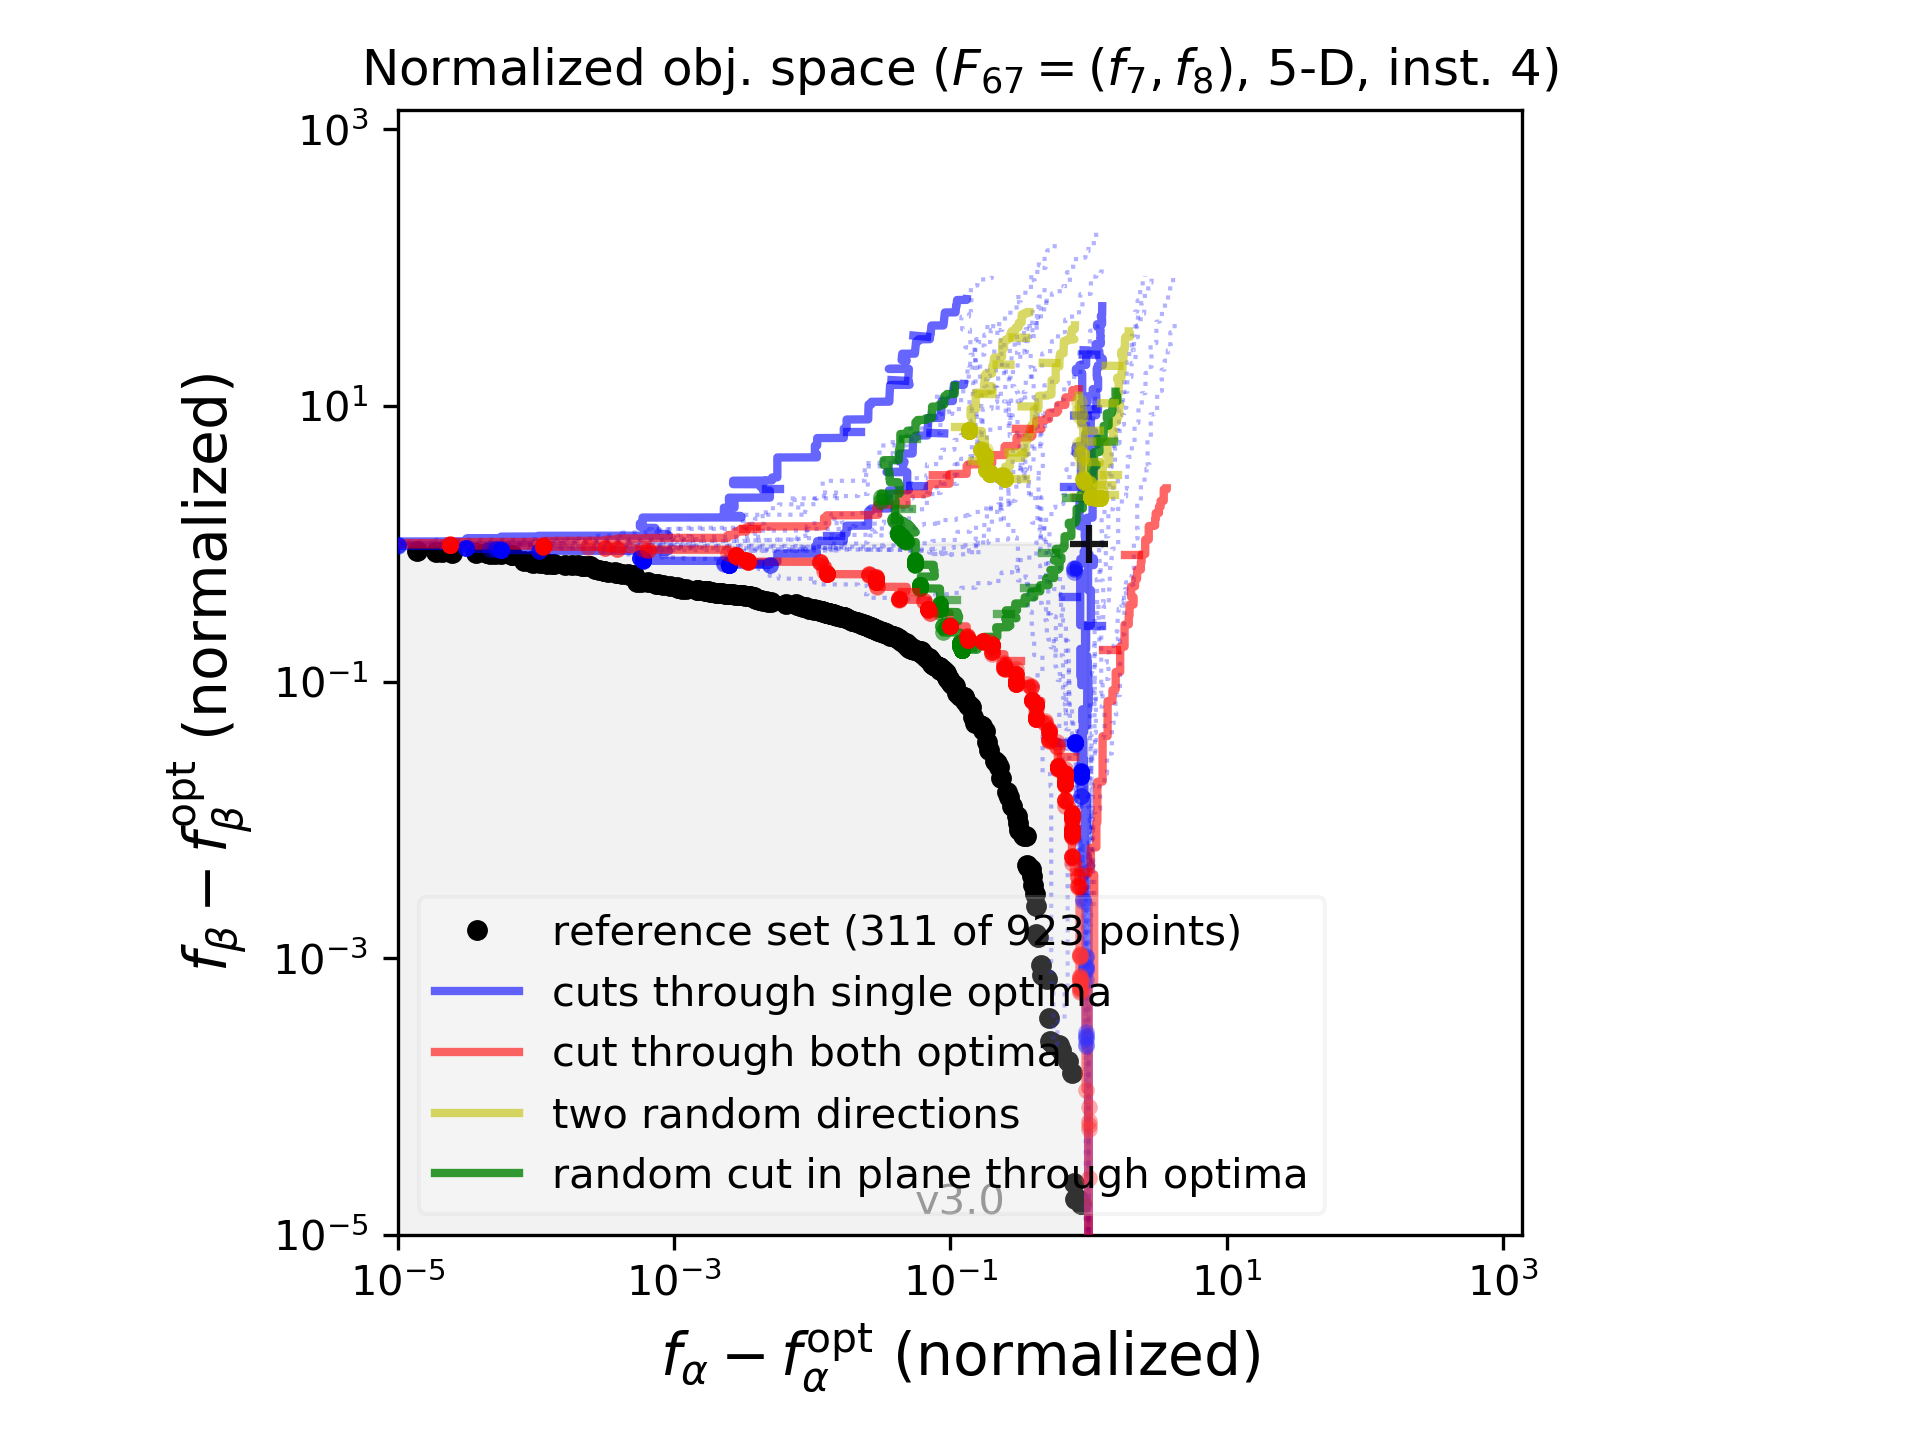 Normalized obj. space (F₆₇ = (f₇, f₈), 5-D, inst. 4)
f_β − f_β^opt (normalized)
10³
10¹
10⁻¹
10⁻³
10⁻⁵
reference set (311 of 923 points)
cuts through single optima
cut through both optima
two random directions
random cut in plane through optima
v3.0
10⁻⁵ 10⁻³ 10⁻¹ 10¹ 10³
f_α − f_α^opt (normalized)